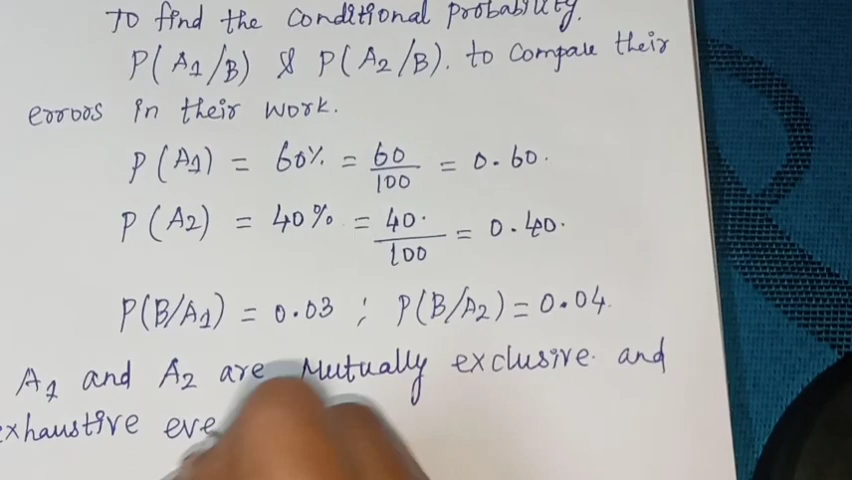 To find the conditional probability.
P(A1/B) & P(A2/B). to compare their
errors in their work.
P(A1) = 60% = 60/100 = 0.60.
P(A2) = 40% = 40./100 = 0.40.
P(B/A1) = 0.03 ; P(B/A2) = 0.04.
A1 and A2 are Mutually exclusive and
exhaustive eve